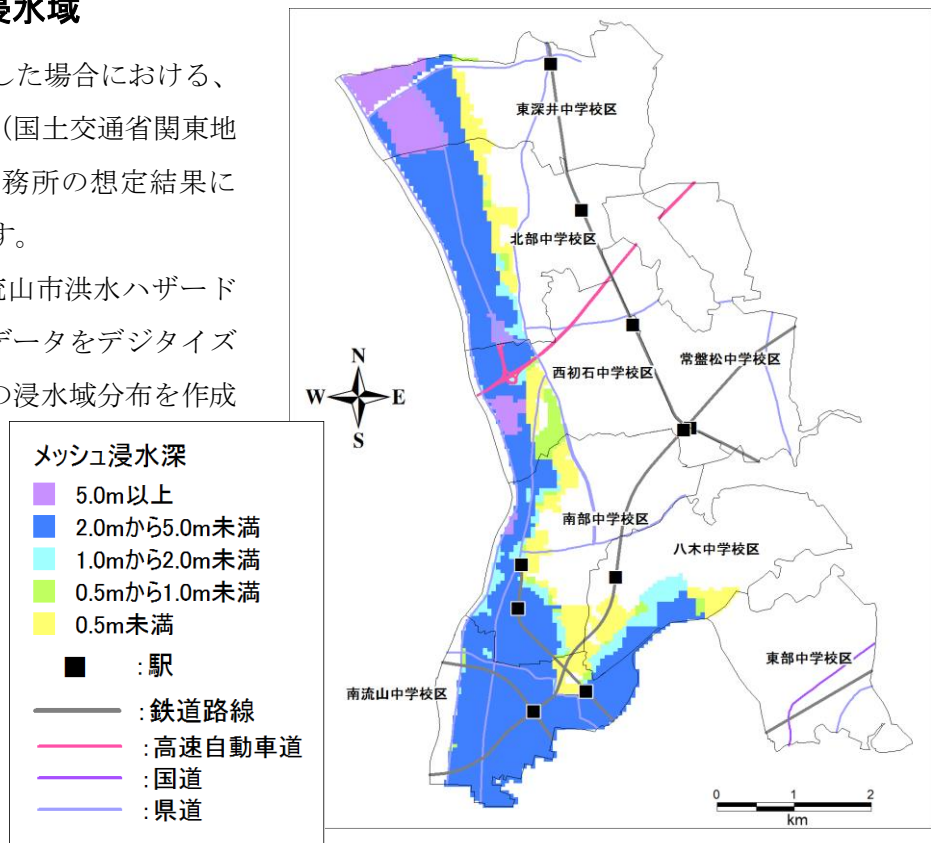 浸水域
した場合における、
(国土交通省関東地
務所の想定結果に
す。
流山市洪水ハザード
データをデジタイズ
の浸水域分布を作成
N
W E
S
東深井中学校区
北部中学校区
西初石中学校区
常盤松中学校区
南部中学校区
八木中学校区
東部中学校区
南流山中学校区
メッシュ浸水深
5.0m以上
2.0mから5.0m未満
1.0mから2.0m未満
0.5mから1.0m未満
0.5m未満
:駅
:鉄道路線
:高速自動車道
:国道
:県道
0 1 2
km